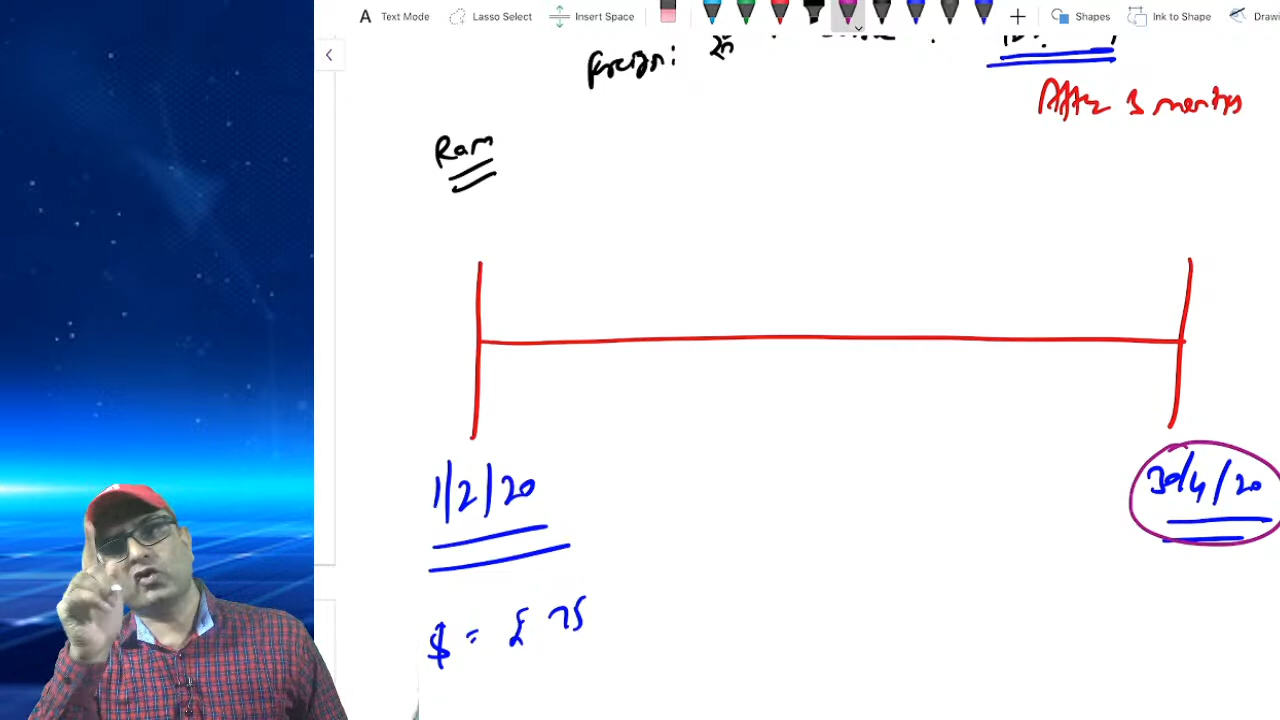 Text Mode Lasso Select Insert Space Shapes Ink to Shape
Foreign:
After 3 months
Ram
1/2/20
30/4/20
$ = £ 75